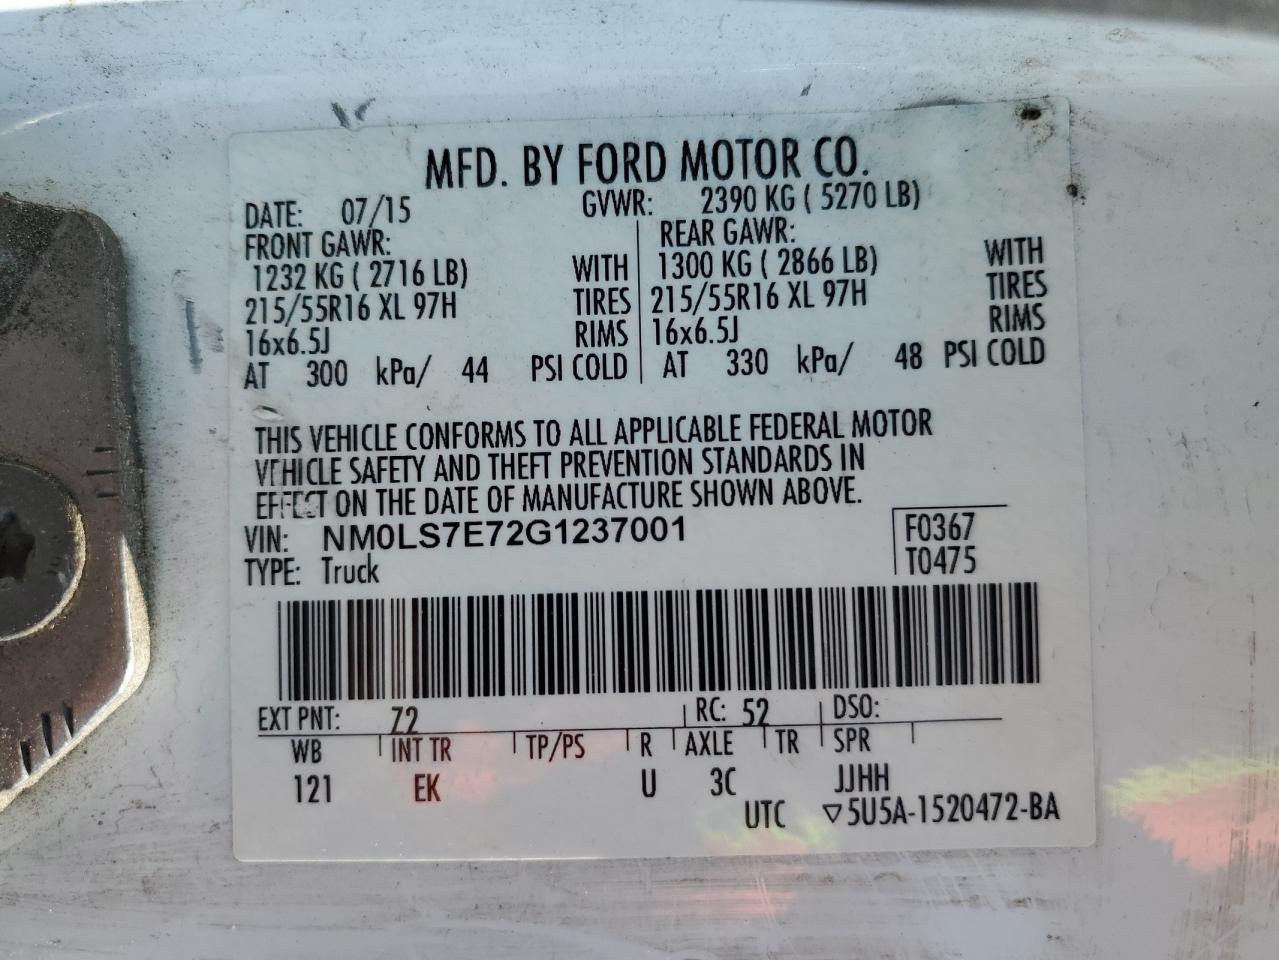 MFD. BY FORD MOTOR CO.
DATE: 07/15 GVWR: 2390 KG ( 5270 LB)
FRONT GAWR: REAR GAWR:
1232 KG ( 2716 LB) WITH 1300 KG ( 2866 LB) WITH
215/55R16 XL 97H TIRES 215/55R16 XL 97H TIRES
16x6.5J RIMS 16x6.5J RIMS
AT 300 kPa/ 44 PSI COLD AT 330 kPa/ 48 PSI COLD
THIS VEHICLE CONFORMS TO ALL APPLICABLE FEDERAL MOTOR
VEHICLE SAFETY AND THEFT PREVENTION STANDARDS IN
EFFECT ON THE DATE OF MANUFACTURE SHOWN ABOVE.
VIN: NM0LS7E72G1237001 F0367
TYPE: Truck T0475
EXT PNT: Z2 RC: 52 DSO:
WB INT TR TP/PS R AXLE TR SPR
121 EK U 3C JJHH
UTC ▽5U5A-1520472-BA